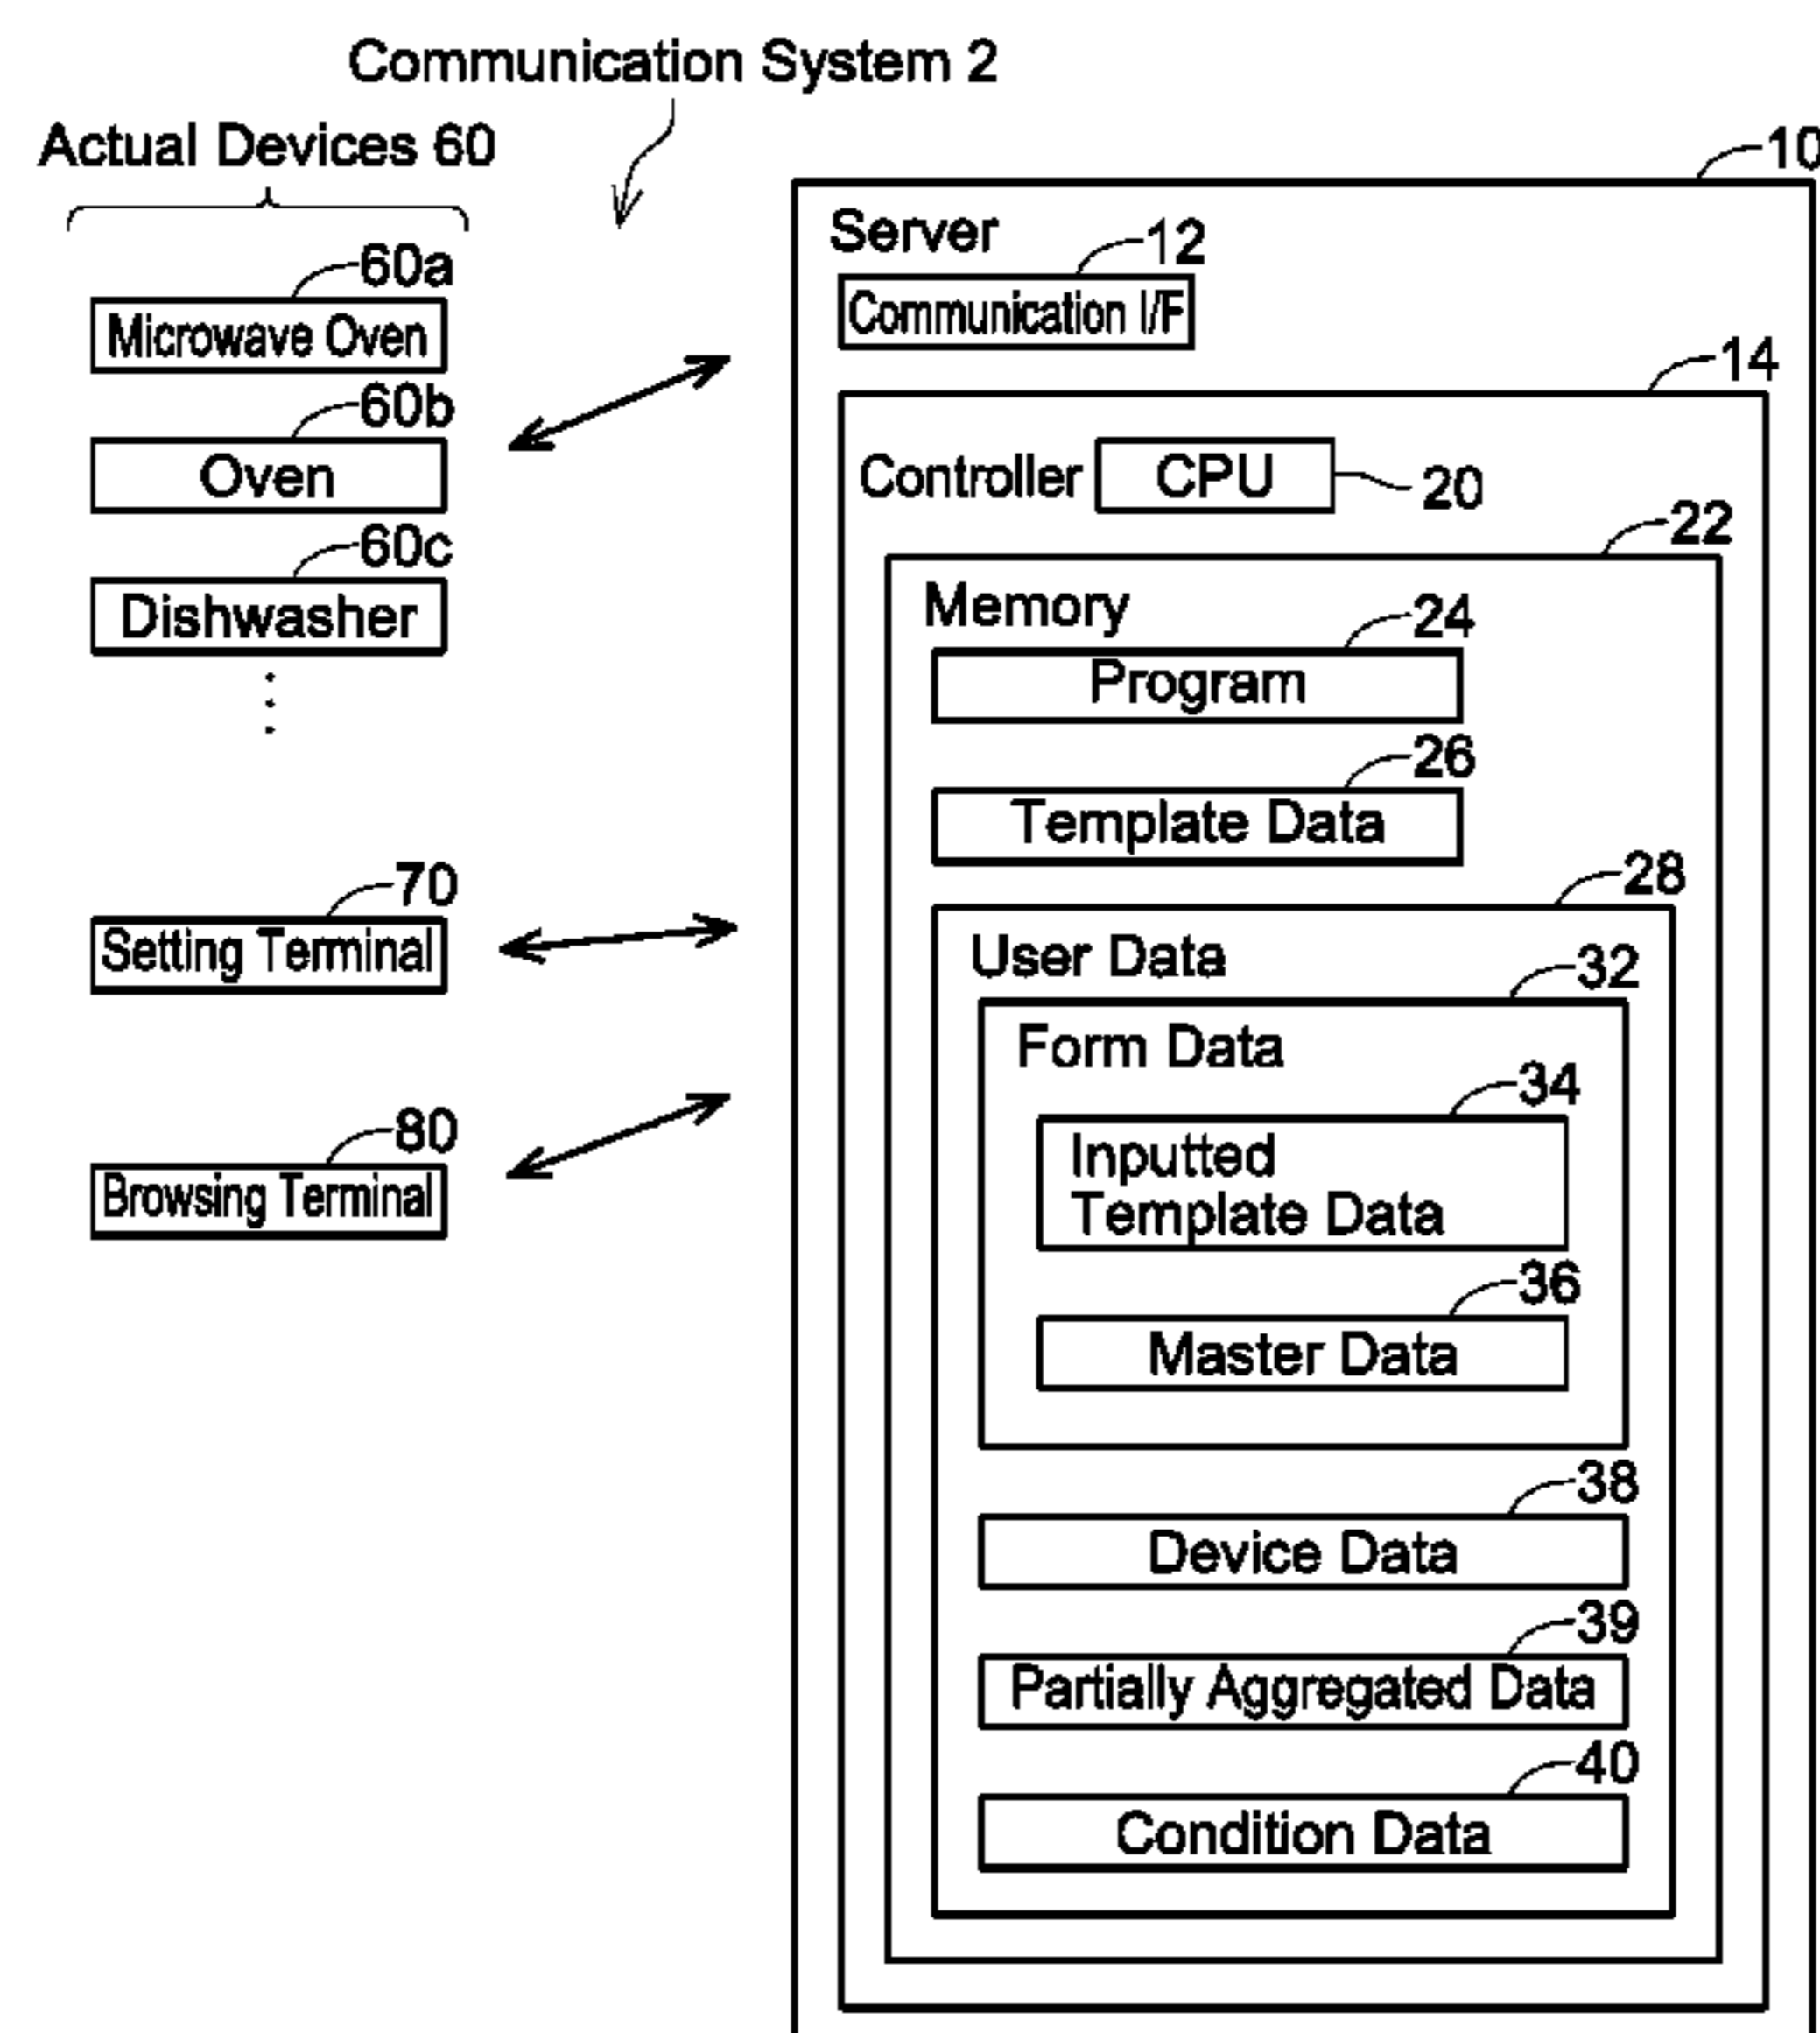 Communication System 2
Actual Devices 60
60a
Microwave Oven
60b
Oven
60c
Dishwasher
70
Setting Terminal
80
Browsing Terminal
10
Server
12
Communication I/F
14
Controller
CPU
20
22
Memory
24
Program
26
Template Data
28
User Data
32
Form Data
34
Inputted
Template Data
36
Master Data
38
Device Data
39
Partially Aggregated Data
40
Condition Data